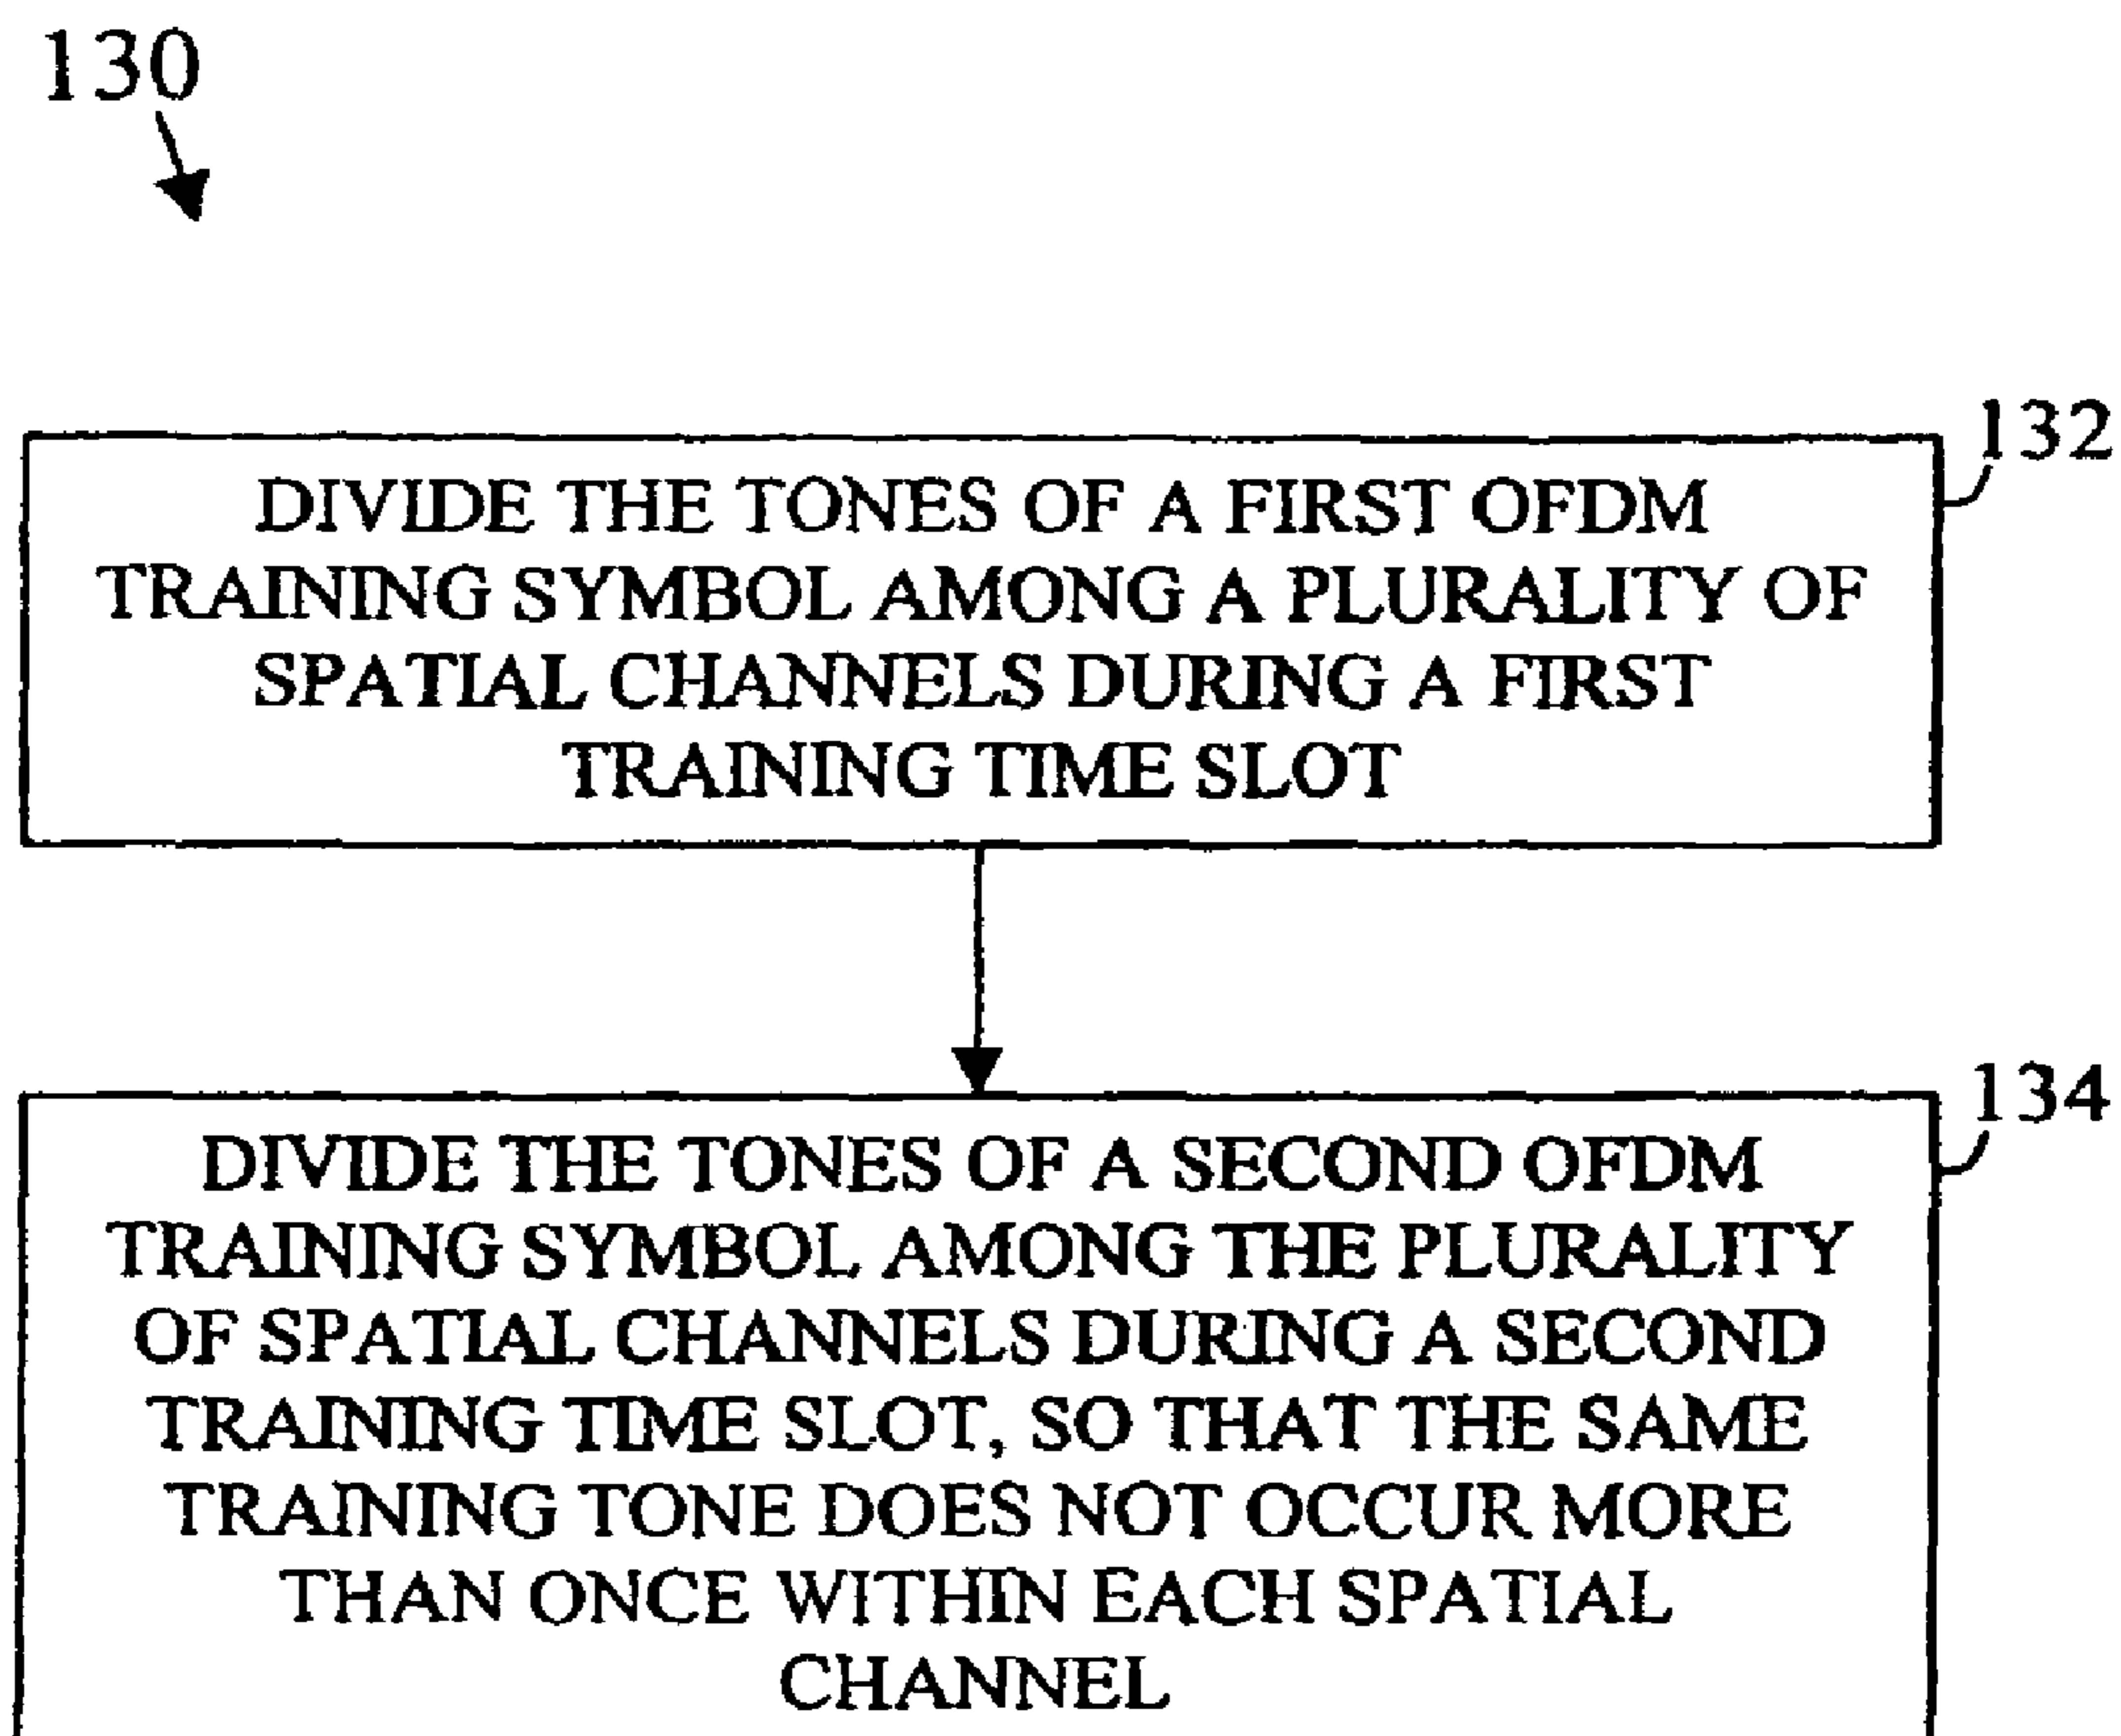 130
132
DIVIDE THE TONES OF A FIRST OFDM
TRAINING SYMBOL AMONG A PLURALITY OF
SPATIAL CHANNELS DURING A FIRST
TRAINING TIME SLOT
134
DIVIDE THE TONES OF A SECOND OFDM
TRAINING SYMBOL AMONG THE PLURALITY
OF SPATIAL CHANNELS DURING A SECOND
TRAINING TIME SLOT, SO THAT THE SAME
TRAINING TONE DOES NOT OCCUR MORE
THAN ONCE WITHIN EACH SPATIAL
CHANNEL